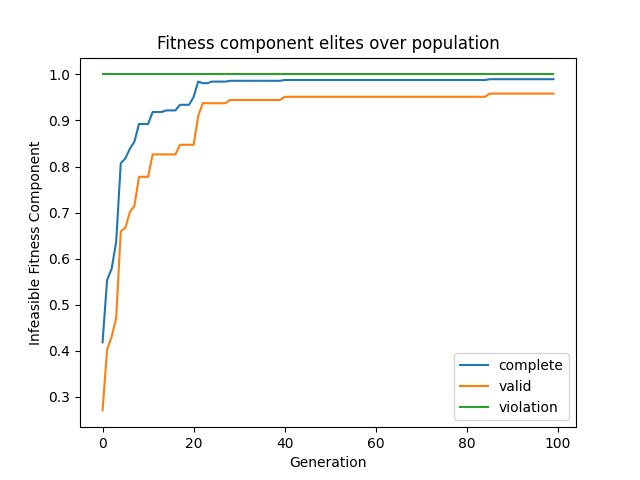 Fitness component elites over population
Infeasible Fitness Component
1.0
0.9
0.8
0.7
0.6
0.5
0.4
0.3
0 20 40 60 80 100
Generation
complete
valid
violation